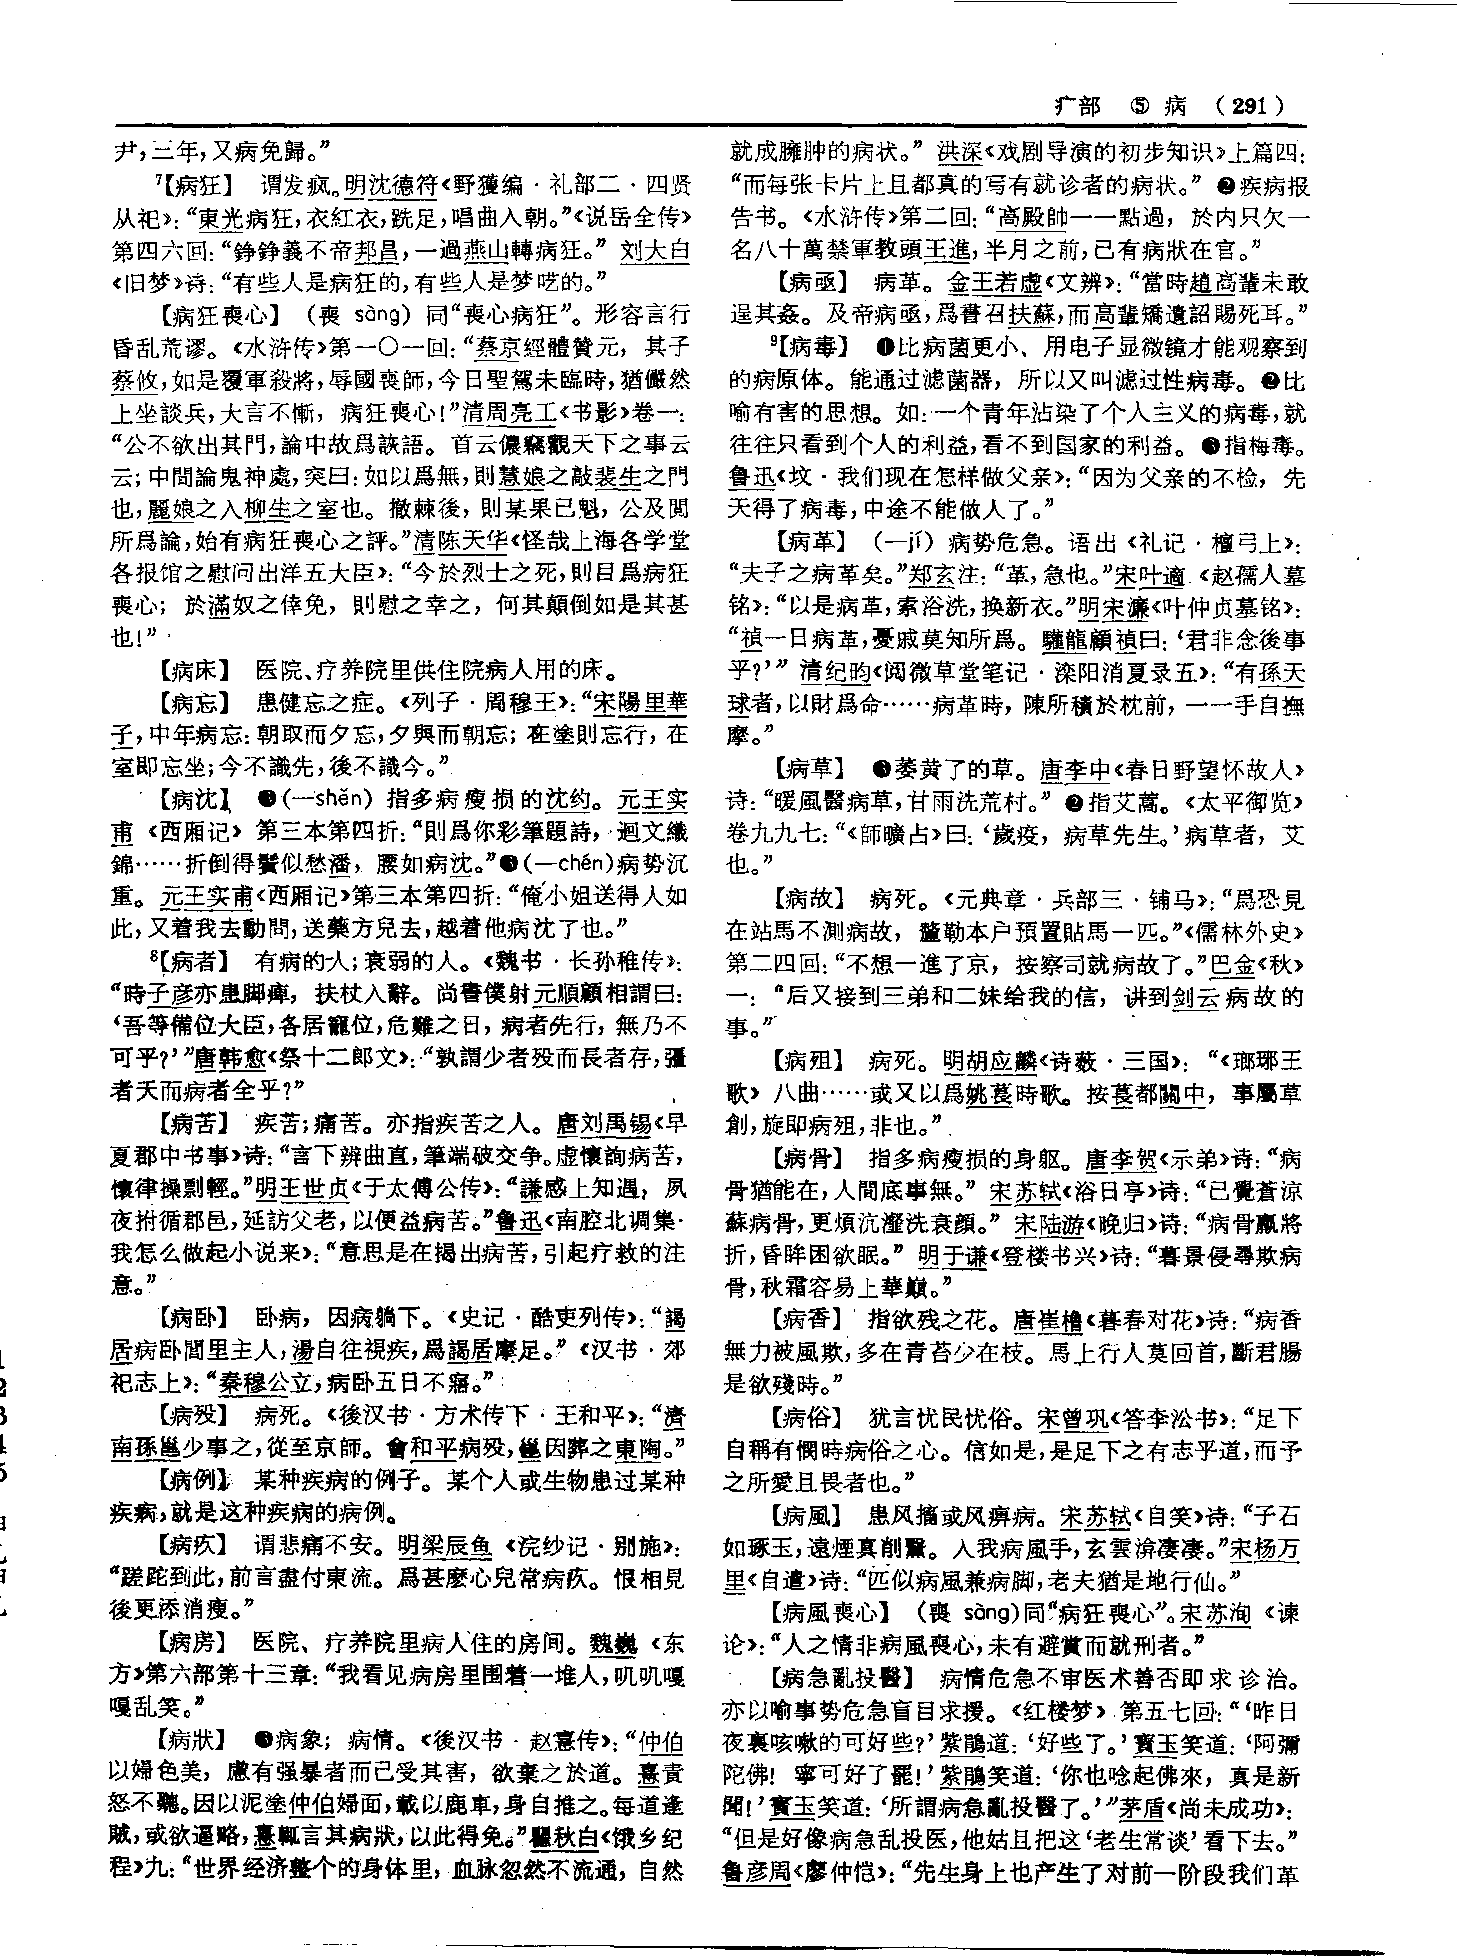 疒部 ⑤ 病 （291）
尹，三年，又病免歸。”
7【病狂】 谓发疯。明沈德符《野獲编·礼部二·四贤
从祀》：“東光病狂，衣紅衣，跣足，唱曲入朝。”《说岳全传》
第四六回：“錚錚義不帝邦昌，一過燕山轉病狂。” 刘大白
《旧梦》诗：“有些人是病狂的，有些人是梦呓的。”
【病狂喪心】 （喪 sàng）同“喪心病狂”。形容言行
昏乱荒谬。《水浒传》第一〇一回：“蔡京經體贊元，其子
蔡攸，如是覆軍殺將，辱國喪師，今日聖駕未臨時，猶儼然
上坐談兵，大言不慚，病狂喪心！”清周亮工《书影》卷一：
“公不欲出其門，論中故爲詼語。首云儂竊觀天下之事云
云；中間論鬼神處，突曰：如以爲無，則慧娘之敲裴生之門
也，麗娘之入柳生之室也。撤棘後，則某果已魁，公及閲
所爲論，始有病狂喪心之評。”清陈天华《怪哉上海各学堂
各报馆之慰问出洋五大臣》：“今於烈士之死，則目爲病狂
喪心；於滿奴之倖免，則慰之幸之，何其顛倒如是其甚
也！”
【病床】 医院、疗养院里供住院病人用的床。
【病忘】 患健忘之症。《列子·周穆王》：“宋陽里華
子，中年病忘：朝取而夕忘，夕與而朝忘；在塗則忘行，在
室即忘坐；今不識先，後不識今。”
【病沈】 ❶（—shěn）指多病瘦损的沈约。元王实
甫《西厢记》第三本第四折：“則爲你彩筆題詩，迴文織
錦……折倒得鬢似愁潘，腰如病沈。”❷（—chén）病势沉
重。元王实甫《西厢记》第三本第四折：“俺小姐送得人如
此，又着我去動問，送藥方兒去，越着他病沈了也。”
8【病者】 有病的人；衰弱的人。《魏书·长孙稚传》：
“時子彦亦患脚痺，扶杖入辭。尚書僕射元順顧相謂曰：
‘吾等備位大臣，各居寵位，危難之日，病者先行，無乃不
可乎？’”唐韩愈《祭十二郎文》：“孰謂少者殁而長者存，彊
者夭而病者全乎？”
【病苦】 疾苦；痛苦。亦指疾苦之人。唐刘禹锡《早
夏郡中书事》诗：“言下辨曲直，筆端破交争。虚懷詢病苦，
懷律操剽輕。”明王世贞《于太傅公传》：“謙感上知遇，夙
夜拊循郡邑，延訪父老，以便益病苦。”鲁迅《南腔北调集·
我怎么做起小说来》：“意思是在揭出病苦，引起疗救的注
意。”
【病卧】 卧病，因病躺下。《史记·酷吏列传》：“謁
居病卧閭里主人，湯自往視疾，爲謁居摩足。”《汉书·郊
祀志上》：“秦穆公立，病卧五日不寤。”
【病殁】 病死。《後汉书·方术传下·王和平》：“濟
南孫邕少事之，從至京師。會和平病殁，邕因葬之東陶。”
【病例】 某种疾病的例子。某个人或生物患过某种
疾病，就是这种疾病的病例。
【病疚】 谓悲痛不安。明梁辰鱼《浣纱记·别施》：
“蹉跎到此，前言盡付東流。爲甚麽心兒常病疚。恨相見
後更添消瘦。”
【病房】 医院、疗养院里病人住的房间。魏巍《东
方》第六部第十三章：“我看见病房里围着一堆人，叽叽嘎
嘎乱笑。”
【病狀】 ❶病象；病情。《後汉书·赵憙传》：“仲伯
以婦色美，慮有强暴者而已受其害，欲棄之於道。憙責
怒不聽。因以泥塗仲伯婦面，載以鹿車，身自推之。每道逢
賊，或欲逼略，憙輒言其病狀，以此得免。”瞿秋白《饿乡纪
程》九：“世界经济整个的身体里，血脉忽然不流通，自然
就成臃肿的病状。” 洪深《戏剧导演的初步知识》上篇四：
“而每张卡片上且都真的写有就诊者的病状。” ❷疾病报
告书。《水浒传》第二回：“高殿帥一一點過，於内只欠一
名八十萬禁軍教頭王進，半月之前，已有病狀在官。”
【病亟】 病革。金王若虚《文辨》：“當時趙高輩未敢
逞其姦。及帝病亟，爲書召扶蘇，而高輩矯遺詔賜死耳。”
9【病毒】 ❶比病菌更小、用电子显微镜才能观察到
的病原体。能通过滤菌器，所以又叫滤过性病毒。❷比
喻有害的思想。如：一个青年沾染了个人主义的病毒，就
往往只看到个人的利益，看不到国家的利益。❸指梅毒。
鲁迅《坟·我们现在怎样做父亲》：“因为父亲的不检，先
天得了病毒，中途不能做人了。”
【病革】 （—jí）病势危急。语出《礼记·檀弓上》：
“夫子之病革矣。”郑玄注：“革，急也。”宋叶適《赵孺人墓
铭》：“以是病革，索浴洗，换新衣。”明宋濂《叶仲贞墓铭》：
“禎一日病革，憂戚莫知所爲。驪龍顧禎曰：‘君非念後事
乎？’” 清纪昀《阅微草堂笔记·滦阳消夏录五》：“有孫天
球者，以財爲命……病革時，陳所積於枕前，一一手自撫
摩。”
【病草】 ❶萎黄了的草。唐李中《春日野望怀故人》
诗：“暖風醫病草，甘雨洗荒村。” ❷指艾蒿。《太平御览》
卷九九七：“《師曠占》曰：‘歲疫，病草先生。’病草者，艾
也。”
【病故】 病死。《元典章·兵部三·铺马》：“爲恐見
在站馬不測病故，釐勒本户預置貼馬一匹。”《儒林外史》
第二四回：“不想一進了京，按察司就病故了。”巴金《秋》
一：“后又接到三弟和二妹给我的信，讲到剑云病故的
事。”
【病殂】 病死。明胡应麟《诗薮·三国》：“《瑯琊王
歌》八曲……或又以爲姚萇時歌。按萇都關中，事屬草
創，旋即病殂，非也。”
【病骨】 指多病瘦损的身躯。唐李贺《示弟》诗：“病
骨猶能在，人間底事無。” 宋苏轼《浴日亭》诗：“已覺蒼涼
蘇病骨，更煩沆瀣洗衰顔。” 宋陆游《晚归》诗：“病骨羸將
折，昏眸困欲眠。” 明于谦《登楼书兴》诗：“暮景侵尋欺病
骨，秋霜容易上華巔。”
【病香】 指欲残之花。唐崔橹《暮春对花》诗：“病香
無力被風欺，多在青苔少在枝。馬上行人莫回首，斷君腸
是欲殘時。”
【病俗】 犹言忧民忧俗。宋曾巩《答李沿书》：“足下
自稱有憫時病俗之心。信如是，是足下之有志乎道，而予
之所愛且畏者也。”
【病風】 患风搐或风痹病。宋苏轼《自笑》诗：“子石
如琢玉，遠煙真削黳。入我病風手，玄雲渰凄凄。”宋杨万
里《自遣》诗：“匹似病風兼病脚，老夫猶是地行仙。”
【病風喪心】 （喪 sàng）同“病狂喪心”。宋苏洵《谏
论》：“人之情非病風喪心，未有避賞而就刑者。”
【病急亂投醫】 病情危急不审医术善否即求诊治。
亦以喻事势危急盲目求援。《红楼梦》第五七回：“‘昨日
夜裏咳嗽的可好些？’紫鵑道：‘好些了。’寶玉笑道：‘阿彌
陀佛！寧可好了罷！’紫鵑笑道：‘你也唸起佛來，真是新
聞！’寶玉笑道：‘所謂病急亂投醫了。’”茅盾《尚未成功》：
“但是好像病急乱投医，他姑且把这‘老生常谈’看下去。”
鲁彦周《廖仲恺》：“先生身上也产生了对前一阶段我们革